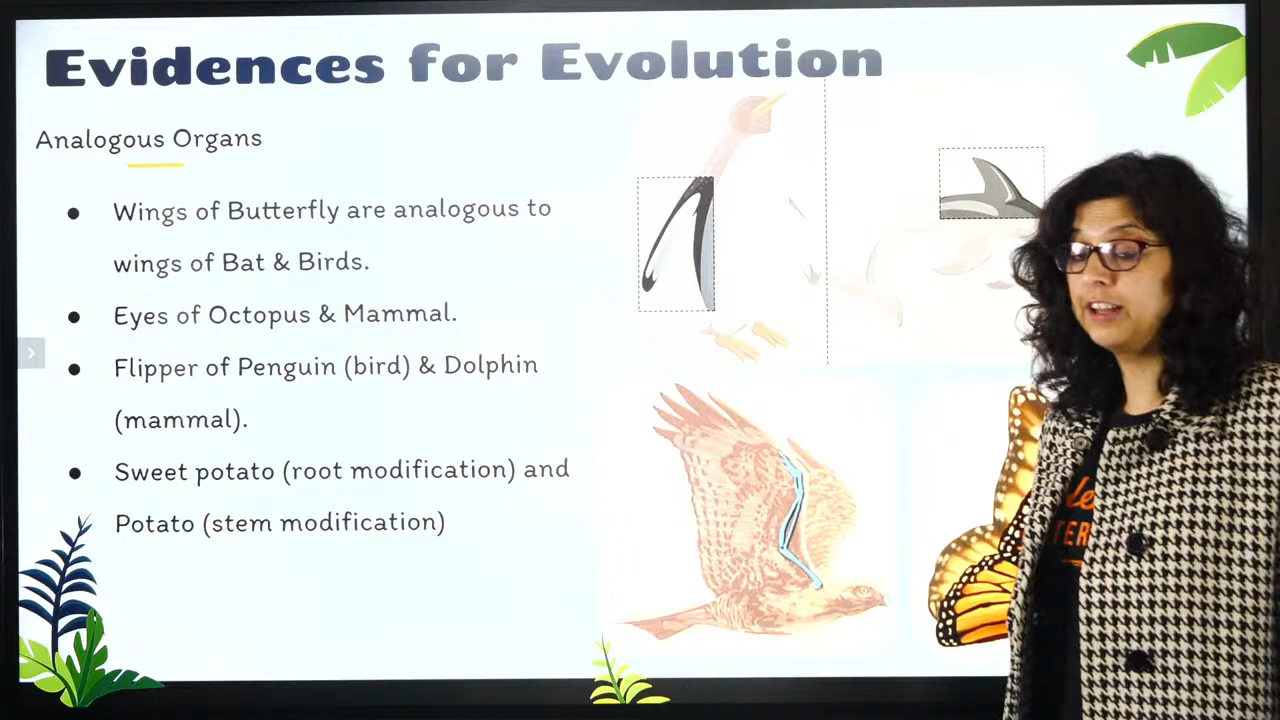 Evidences for Evolution
Analogous Organs
● Wings of Butterfly are analogous to
wings of Bat & Birds.
● Eyes of Octopus & Mammal.
● Flipper of Penguin (bird) & Dolphin
(mammal).
● Sweet potato (root modification) and
Potato (stem modification)